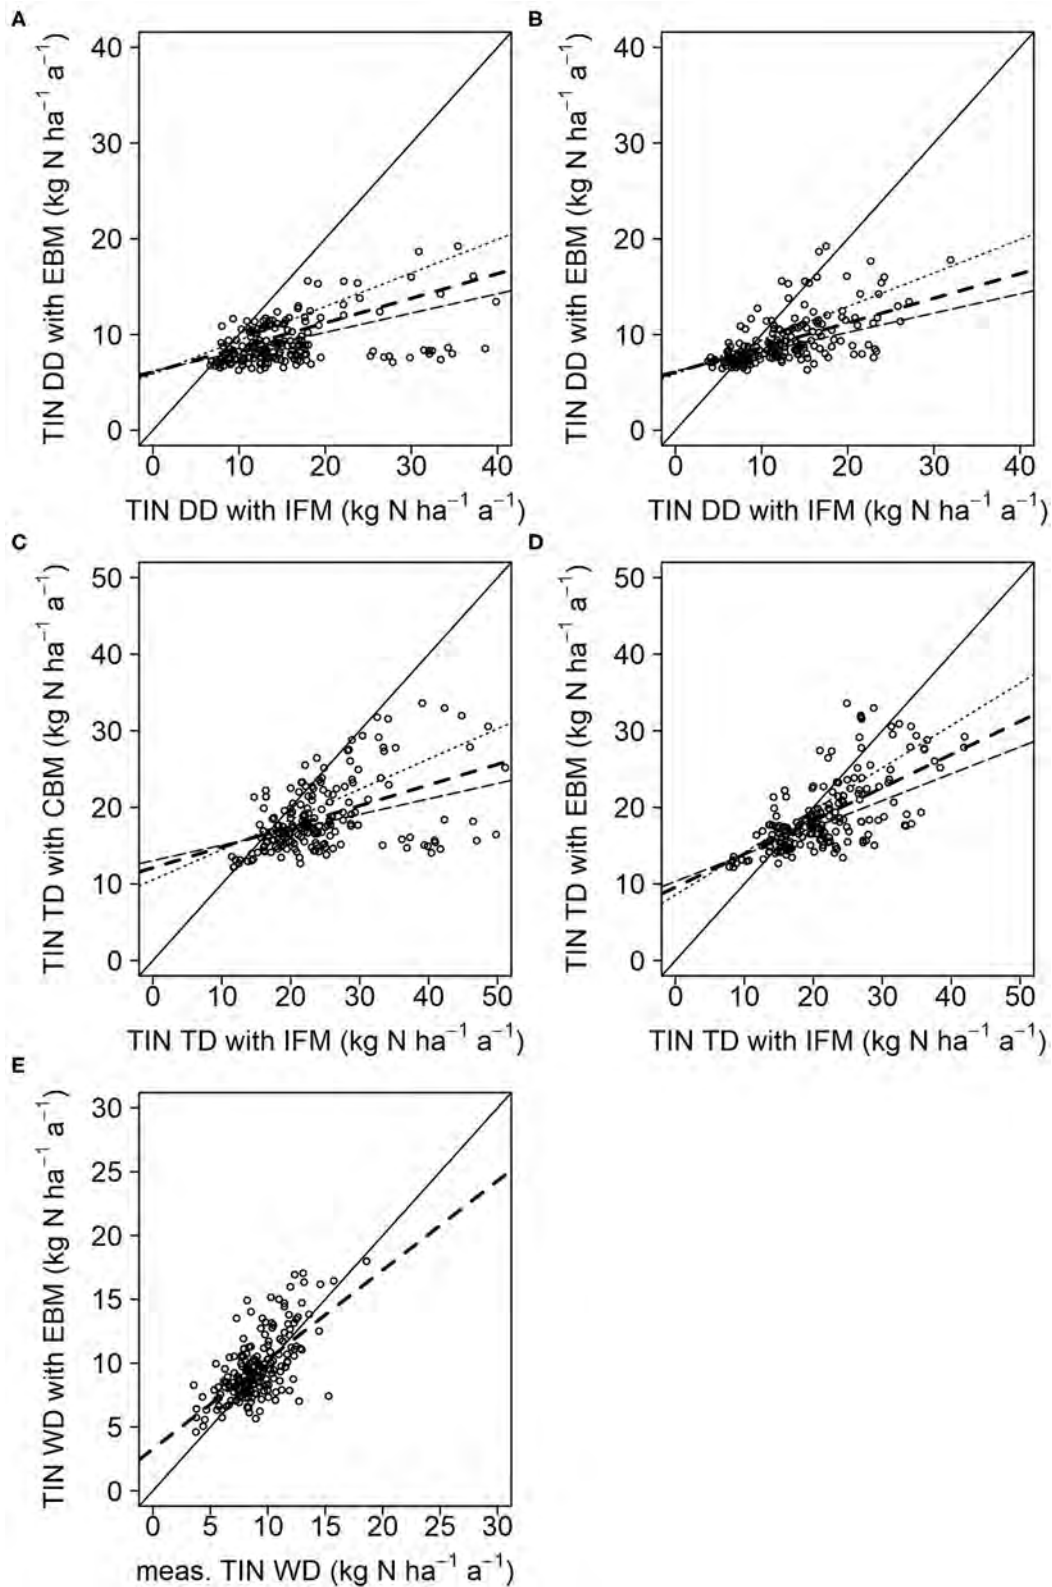 A
TIN DD with EBM (kg N ha⁻¹ a⁻¹)
40
30
20
10
0
0 10 20 30 40
TIN DD with IFM (kg N ha⁻¹ a⁻¹)
B
TIN DD with EBM (kg N ha⁻¹ a⁻¹)
40
30
20
10
0
0 10 20 30 40
TIN DD with IFM (kg N ha⁻¹ a⁻¹)
C
TIN TD with CBM (kg N ha⁻¹ a⁻¹)
50
40
30
20
10
0
0 10 20 30 40 50
TIN TD with IFM (kg N ha⁻¹ a⁻¹)
D
TIN TD with EBM (kg N ha⁻¹ a⁻¹)
50
40
30
20
10
0
0 10 20 30 40 50
TIN TD with IFM (kg N ha⁻¹ a⁻¹)
E
TIN WD with EBM (kg N ha⁻¹ a⁻¹)
30
25
20
15
10
5
0
0 5 10 15 20 25 30
meas. TIN WD (kg N ha⁻¹ a⁻¹)